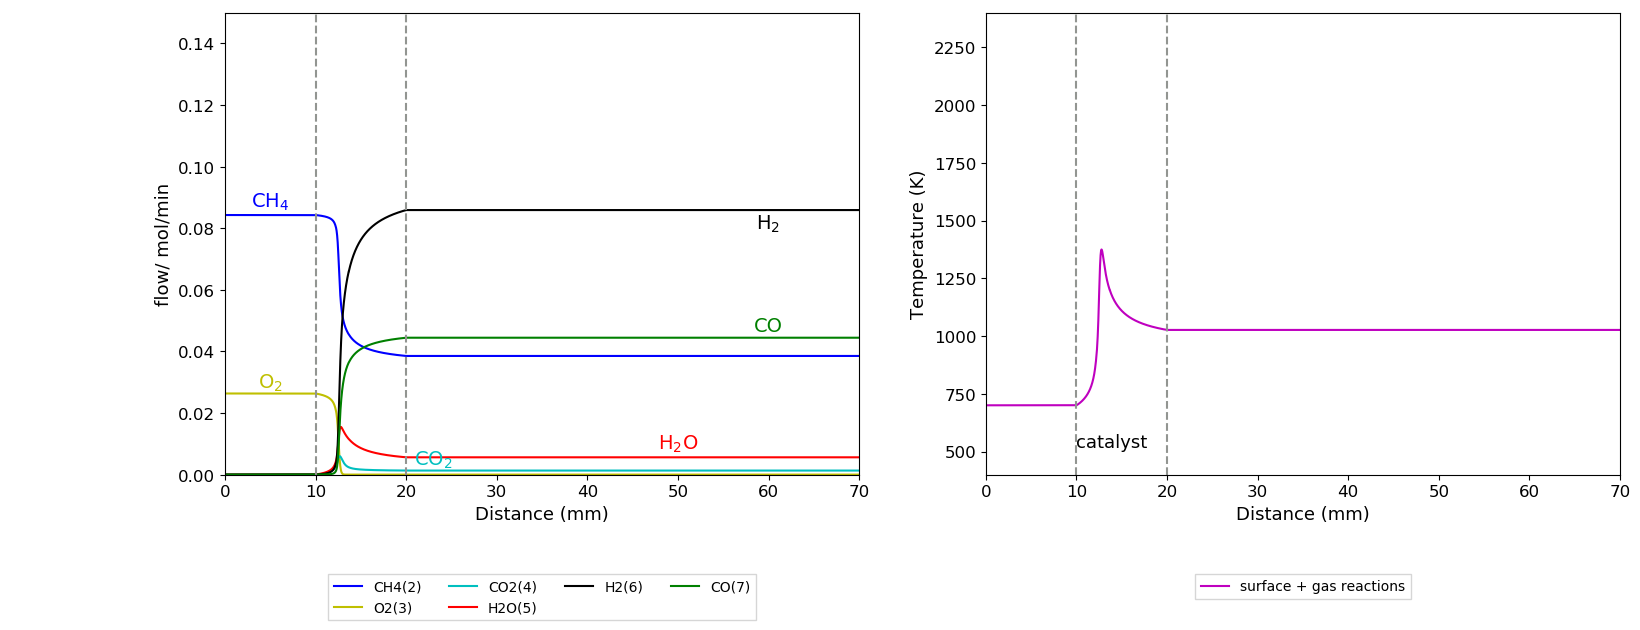 0.14
0.12
0.10
0.08
0.06
0.04
0.02
0.00
flow/ mol/min
CH₄
O₂
H₂
CO
H₂O
CO₂
0 10 20 30 40 50 60 70
Distance (mm)
CH4(2) CO2(4) H2(6) CO(7)
O2(3) H2O(5)
2250
2000
1750
1500
1250
1000
750
500
Temperature (K)
catalyst
0 10 20 30 40 50 60 70
Distance (mm)
surface + gas reactions